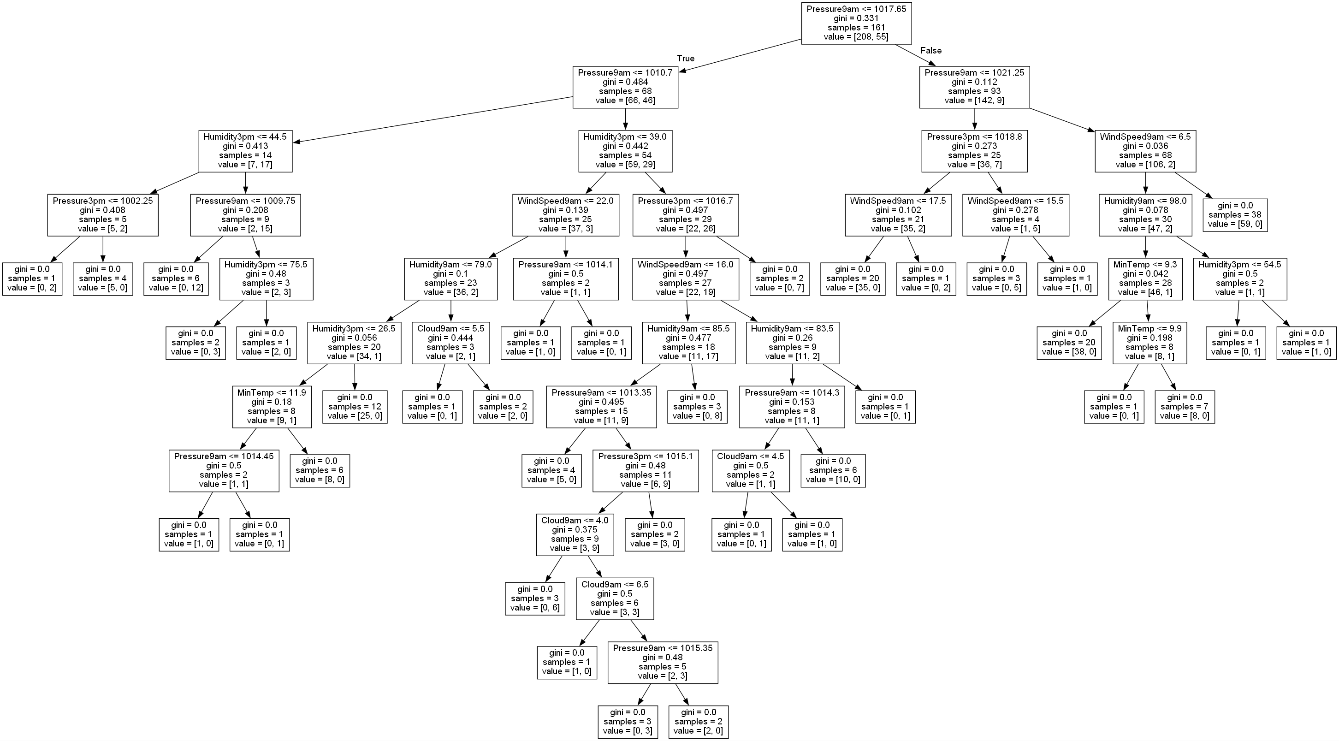 Pressure9am <= 1017.65
gini = 0.331
samples = 161
value = [208, 55]
True
False
Pressure9am <= 1010.7
gini = 0.484
samples = 68
value = [66, 46]
Pressure9am <= 1021.25
gini = 0.112
samples = 93
value = [142, 9]
Humidity3pm <= 44.5
gini = 0.413
samples = 14
value = [7, 17]
Humidity3pm <= 39.0
gini = 0.442
samples = 54
value = [59, 29]
Pressure3pm <= 1018.8
gini = 0.273
samples = 25
value = [36, 7]
WindSpeed9am <= 6.5
gini = 0.036
samples = 68
value = [106, 2]
Pressure3pm <= 1002.25
gini = 0.408
samples = 5
value = [5, 2]
Pressure9am <= 1009.75
gini = 0.208
samples = 9
value = [2, 15]
WindSpeed9am <= 22.0
gini = 0.139
samples = 25
value = [37, 3]
Pressure3pm <= 1016.7
gini = 0.497
samples = 29
value = [22, 26]
WindSpeed9am <= 17.5
gini = 0.102
samples = 21
value = [35, 2]
WindSpeed9am <= 15.5
gini = 0.278
samples = 4
value = [1, 5]
Humidity9am <= 98.0
gini = 0.078
samples = 30
value = [47, 2]
gini = 0.0
samples = 38
value = [59, 0]
gini = 0.0
samples = 1
value = [0, 2]
gini = 0.0
samples = 4
value = [5, 0]
gini = 0.0
samples = 6
value = [0, 12]
Humidity3pm <= 75.5
gini = 0.48
samples = 3
value = [2, 3]
Humidity9am <= 79.0
gini = 0.1
samples = 23
value = [36, 2]
Pressure9am <= 1014.1
gini = 0.5
samples = 2
value = [1, 1]
WindSpeed9am <= 16.0
gini = 0.497
samples = 27
value = [22, 19]
gini = 0.0
samples = 2
value = [0, 7]
gini = 0.0
samples = 20
value = [35, 0]
gini = 0.0
samples = 1
value = [0, 2]
gini = 0.0
samples = 3
value = [0, 5]
gini = 0.0
samples = 1
value = [1, 0]
MinTemp <= 9.3
gini = 0.042
samples = 28
value = [46, 1]
Humidity3pm <= 54.5
gini = 0.5
samples = 2
value = [1, 1]
gini = 0.0
samples = 2
value = [0, 3]
gini = 0.0
samples = 1
value = [2, 0]
Humidity3pm <= 26.5
gini = 0.056
samples = 20
value = [34, 1]
Cloud9am <= 5.5
gini = 0.444
samples = 3
value = [2, 1]
gini = 0.0
samples = 1
value = [1, 0]
gini = 0.0
samples = 1
value = [0, 1]
Humidity9am <= 85.5
gini = 0.477
samples = 18
value = [11, 17]
Humidity9am <= 83.5
gini = 0.26
samples = 9
value = [11, 2]
gini = 0.0
samples = 20
value = [38, 0]
MinTemp <= 9.9
gini = 0.198
samples = 8
value = [8, 1]
gini = 0.0
samples = 1
value = [0, 1]
gini = 0.0
samples = 1
value = [1, 0]
MinTemp <= 11.9
gini = 0.18
samples = 8
value = [9, 1]
gini = 0.0
samples = 12
value = [25, 0]
gini = 0.0
samples = 1
value = [0, 1]
gini = 0.0
samples = 2
value = [2, 0]
Pressure9am <= 1013.35
gini = 0.495
samples = 15
value = [11, 9]
gini = 0.0
samples = 3
value = [0, 8]
Pressure9am <= 1014.3
gini = 0.153
samples = 8
value = [11, 1]
gini = 0.0
samples = 1
value = [0, 1]
gini = 0.0
samples = 1
value = [0, 1]
gini = 0.0
samples = 7
value = [8, 0]
Pressure9am <= 1014.45
gini = 0.5
samples = 2
value = [1, 1]
gini = 0.0
samples = 6
value = [8, 0]
gini = 0.0
samples = 4
value = [5, 0]
Pressure3pm <= 1015.1
gini = 0.48
samples = 11
value = [6, 9]
Cloud9am <= 4.5
gini = 0.5
samples = 2
value = [1, 1]
gini = 0.0
samples = 6
value = [10, 0]
gini = 0.0
samples = 1
value = [1, 0]
gini = 0.0
samples = 1
value = [0, 1]
Cloud9am <= 4.0
gini = 0.375
samples = 9
value = [3, 9]
gini = 0.0
samples = 2
value = [3, 0]
gini = 0.0
samples = 1
value = [0, 1]
gini = 0.0
samples = 1
value = [1, 0]
gini = 0.0
samples = 3
value = [0, 6]
Cloud9am <= 6.5
gini = 0.5
samples = 6
value = [3, 3]
gini = 0.0
samples = 1
value = [1, 0]
Pressure9am <= 1015.35
gini = 0.48
samples = 5
value = [2, 3]
gini = 0.0
samples = 3
value = [0, 3]
gini = 0.0
samples = 2
value = [2, 0]